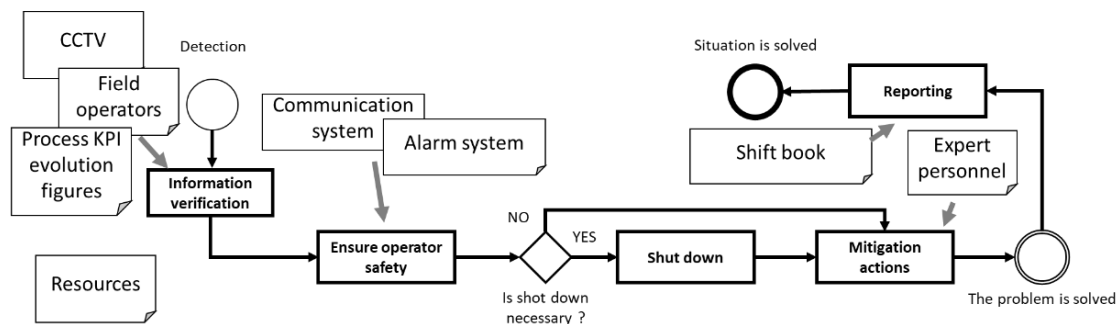 CCTV
Detection
Field
operators
Process KPI
evolution
figures
Information
verification
Communication
system
Alarm system
Ensure operator
safety
NO
YES
Is shot down
necessary ?
Shut down
Mitigation
actions
Expert
personnel
The problem is solved
Reporting
Shift book
Situation is solved
Resources